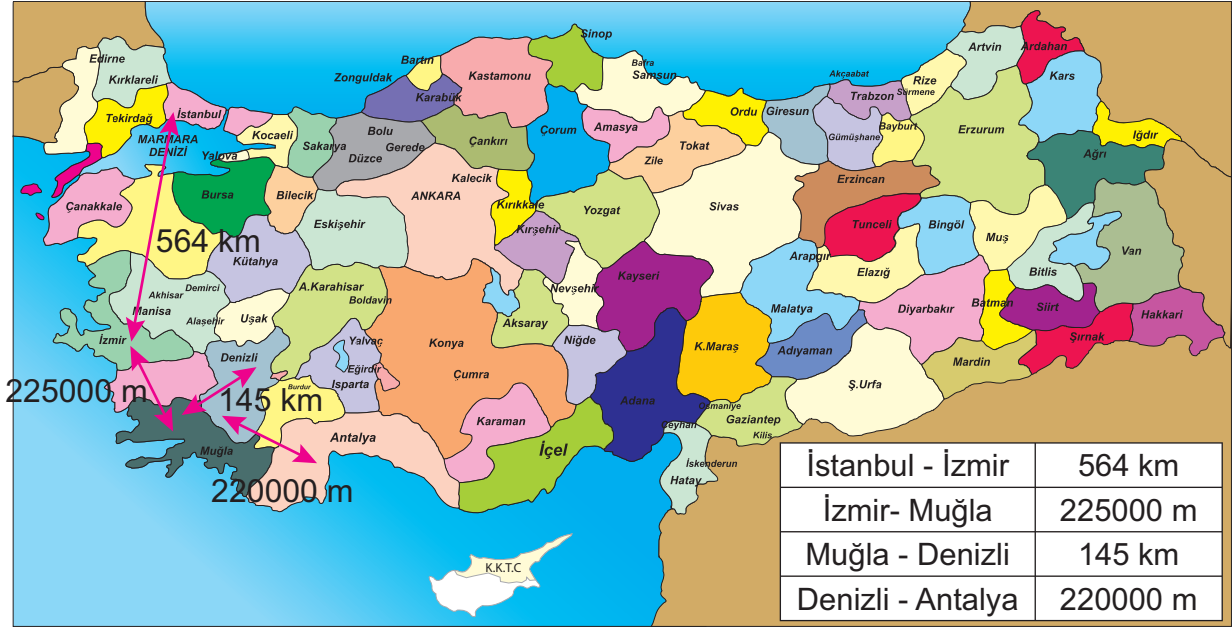 Sinop
Edirne
Kırklareli
Bartın
Zonguldak
Kastamonu
Karabük
Bafra
Samsun
Artvin
Ardahan
Kars
Akçaabat
Rize
Sürmene
Trabzon
Ordu
Giresun
Tekirdağ
İstanbul
MARMARA
DENİZİ
Kocaeli
Yalova
Sakarya
Bolu
Gerede
Düzce
Çankırı
Çorum
Amasya
Tokat
Zile
Gümüşhane
Bayburt
Erzurum
Iğdır
Ağrı
Çanakkale
Bursa
Bilecik
ANKARA
Kalecik
Kırıkkale
Eskişehir
Kırşehir
Yozgat
Sivas
Erzincan
Tunceli
Bingöl
Muş
Bitlis
Van
564 km
Kütahya
A.Karahisar
Boldavin
Akhisar
Demirci
Manisa
Alaşehir
Uşak
Nevşehir
Kayseri
Arapgir
Elazığ
Malatya
Diyarbakır
Batman
Siirt
Hakkari
Şırnak
İzmir
Denizli
Yalvaç
Eğirdir
Isparta
Konya
Çumra
Aksaray
Niğde
K.Maraş
Adıyaman
Mardin
Ş.Urfa
225000 m
145 km
Burdur
Muğla
Antalya
Karaman
İçel
Adana
Osmaniye
Ceyhan
Gaziantep
Kilis
İskenderun
Hatay
220000 m
K.K.T.C
İstanbul - İzmir 564 km
İzmir- Muğla 225000 m
Muğla - Denizli 145 km
Denizli - Antalya 220000 m